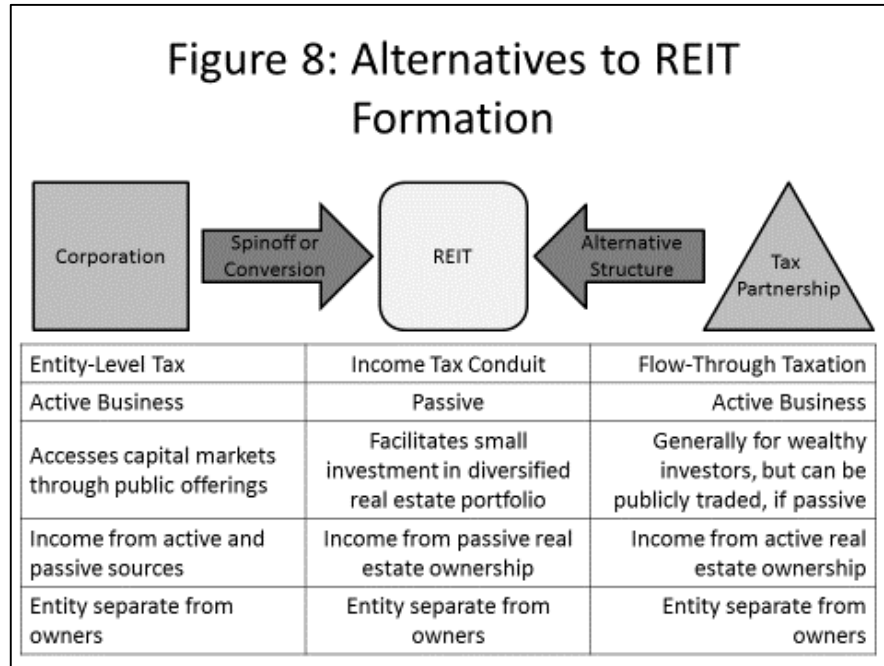 Figure 8: Alternatives to REIT
Formation
Corporation
Spinoff or
Conversion
REIT
Alternative
Structure
Tax
Partnership
Entity-Level Tax
Income Tax Conduit
Flow-Through Taxation
Active Business
Passive
Active Business
Accesses capital markets
through public offerings
Facilitates small
investment in diversified
real estate portfolio
Generally for wealthy
investors, but can be
publicly traded, if passive
Income from active and
passive sources
Income from passive real
estate ownership
Income from active real
estate ownership
Entity separate from
owners
Entity separate from
owners
Entity separate from
owners